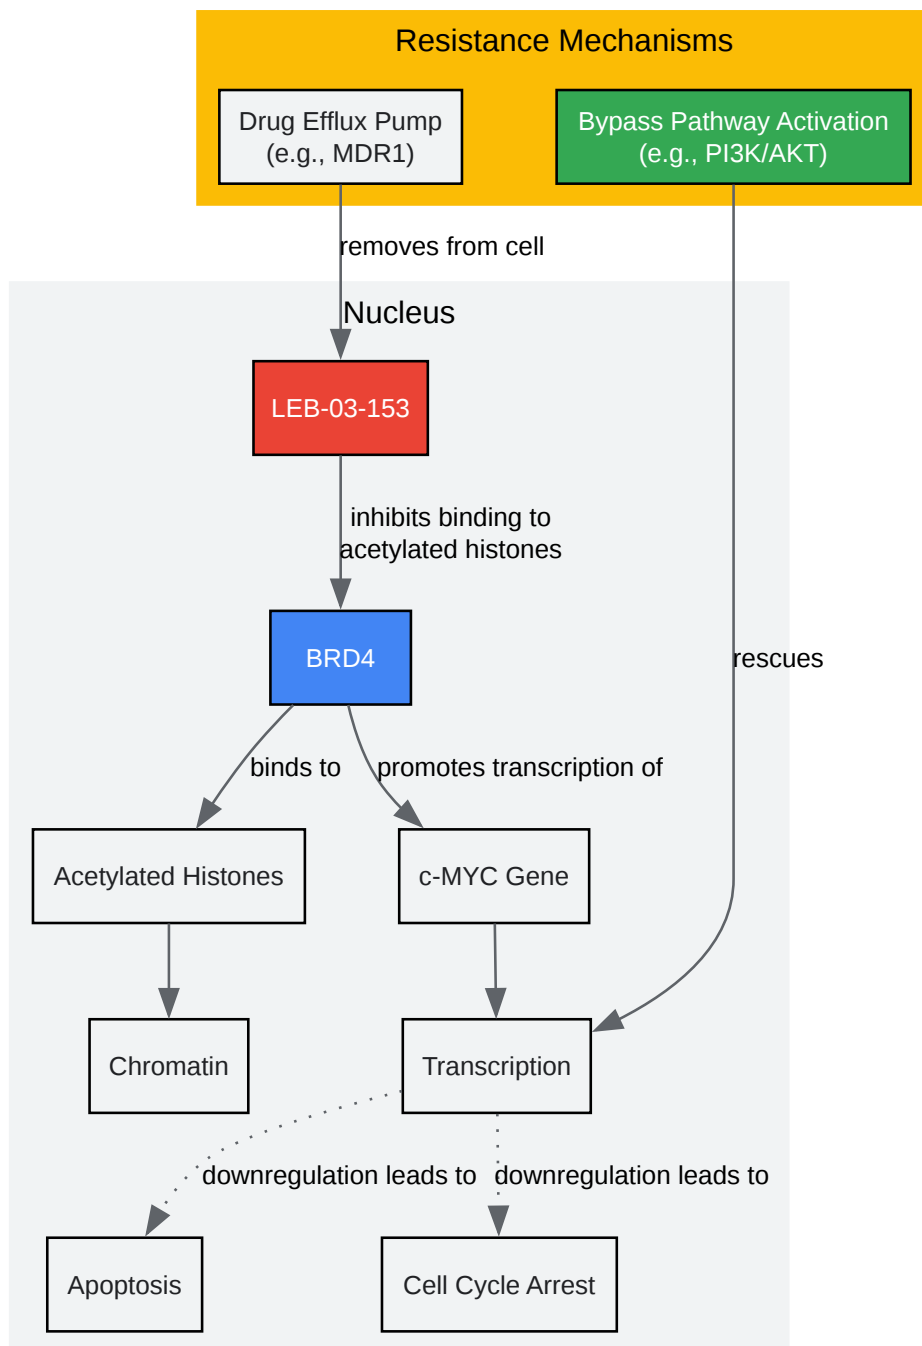 Resistance Mechanisms
Drug Efflux Pump
(e.g., MDR1)
Bypass Pathway Activation
(e.g., PI3K/AKT)
removes from cell
Nucleus
LEB-03-153
inhibits binding to
acetylated histones
BRD4
rescues
binds to
promotes transcription of
Acetylated Histones
c-MYC Gene
Chromatin
Transcription
downregulation leads to
downregulation leads to
Apoptosis
Cell Cycle Arrest